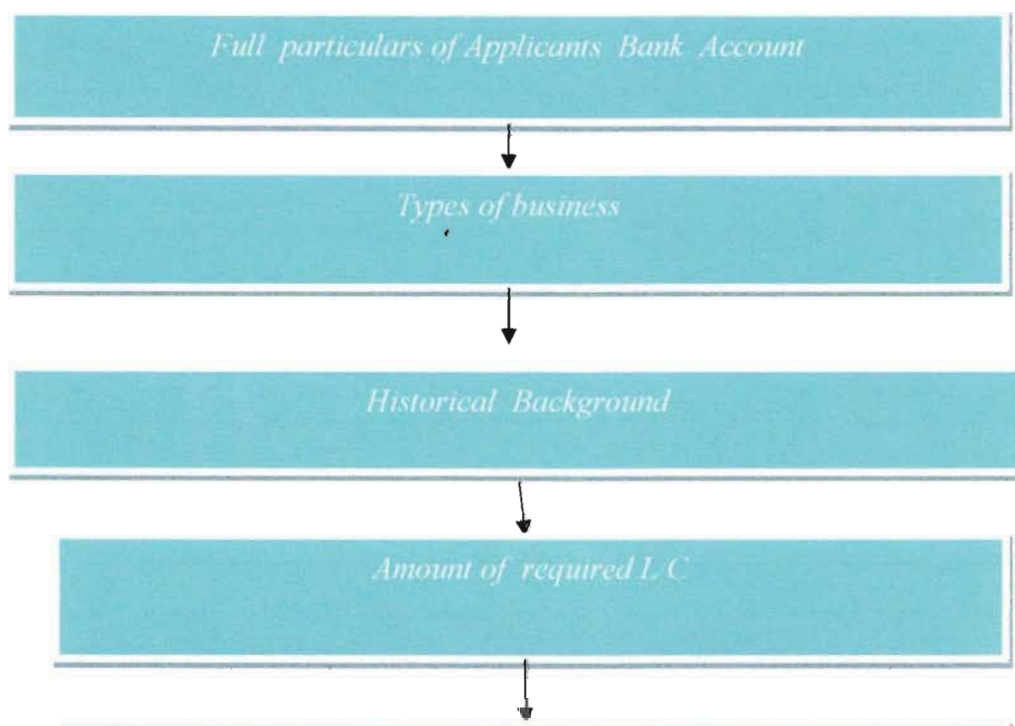 Full particulars of Applicants Bank Account
Types of business
Historical Background
Amount of required L C